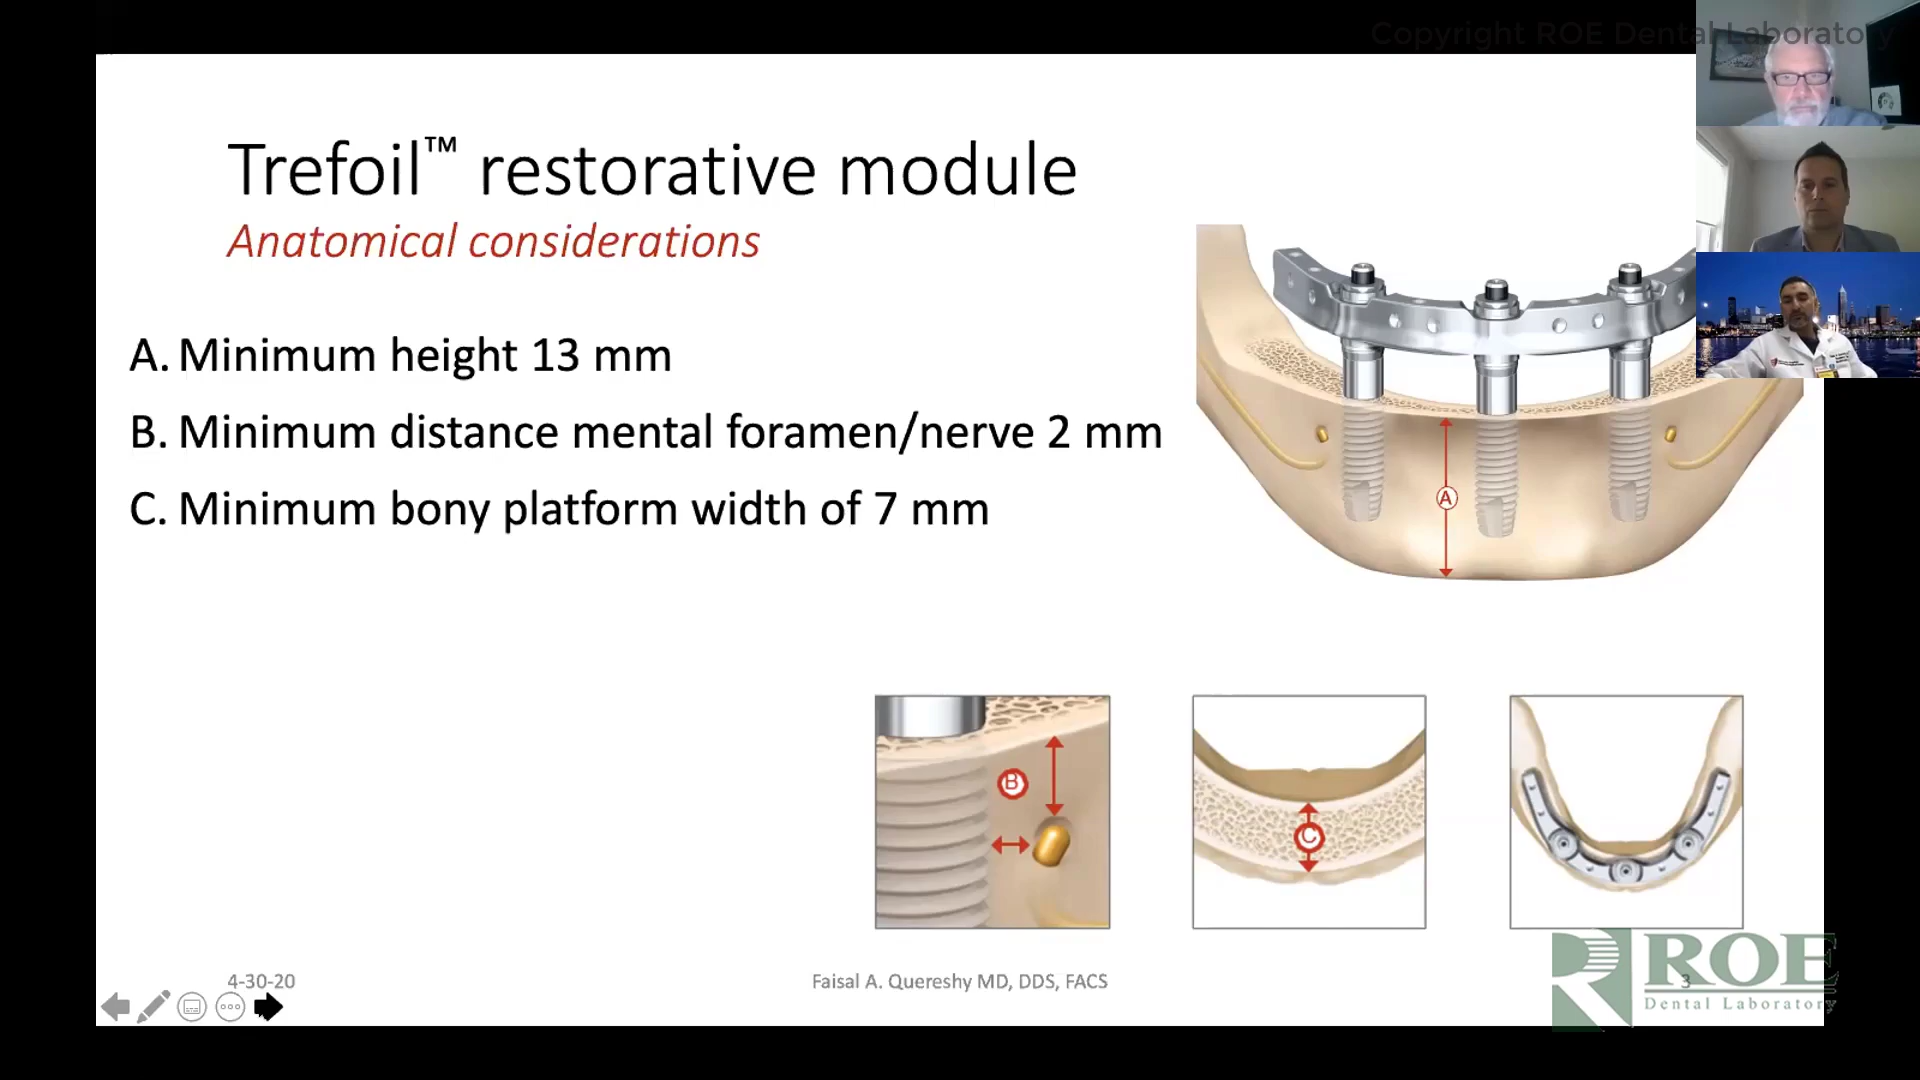 Copyright ROE Dental Laboratory
Trefoil™ restorative module
Anatomical considerations
A. Minimum height 13 mm
B. Minimum distance mental foramen/nerve 2 mm
C. Minimum bony platform width of 7 mm
A
B
C
4-30-20
Faisal A. Quereshy MD, DDS, FACS
3
ROE
Dental Laboratory